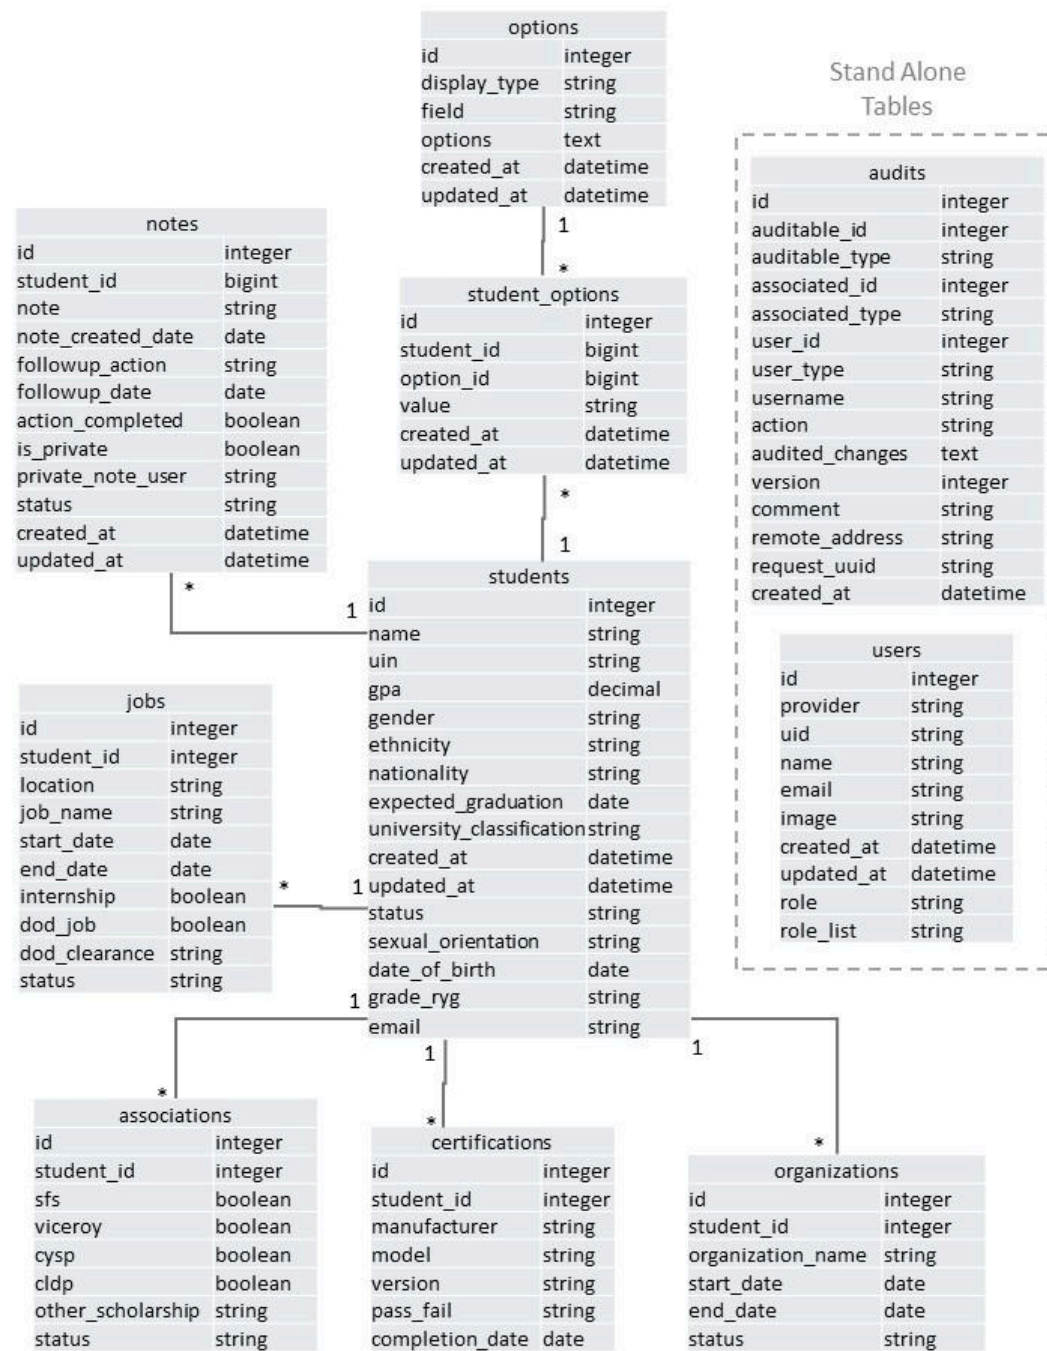 options
id integer
display_type string
field string
options text
created_at datetime
updated_at datetime
1
*
Stand Alone
Tables
notes
id integer
student_id bigint
note string
note_created_date date
followup_action string
followup_date date
action_completed boolean
is_private boolean
private_note_user string
status string
created_at datetime
updated_at datetime
*
1
student_options
id integer
student_id bigint
option_id bigint
value string
created_at datetime
updated_at datetime
*
1
audits
id integer
auditable_id integer
auditable_type string
associated_id integer
associated_type string
user_id integer
user_type string
username string
action string
audited_changes text
version integer
comment string
remote_address string
request_uuid string
created_at datetime
students
id integer
name string
uin string
gpa decimal
gender string
ethnicity string
nationality string
expected_graduation date
university_classification string
created_at datetime
updated_at datetime
status string
sexual_orientation string
date_of_birth date
grade_ryg string
email string
users
id integer
provider string
uid string
name string
email string
image string
created_at datetime
updated_at datetime
role string
role_list string
jobs
id integer
student_id integer
location string
job_name string
start_date date
end_date date
internship boolean
dod_job boolean
dod_clearance string
status string
*
1
1
*
1
*
1
*
associations
id integer
student_id integer
sfs boolean
viceroy boolean
cysp boolean
cldp boolean
other_scholarship string
status string
certifications
id integer
student_id integer
manufacturer string
model string
version string
pass_fail string
completion_date date
organizations
id integer
student_id integer
organization_name string
start_date date
end_date date
status string